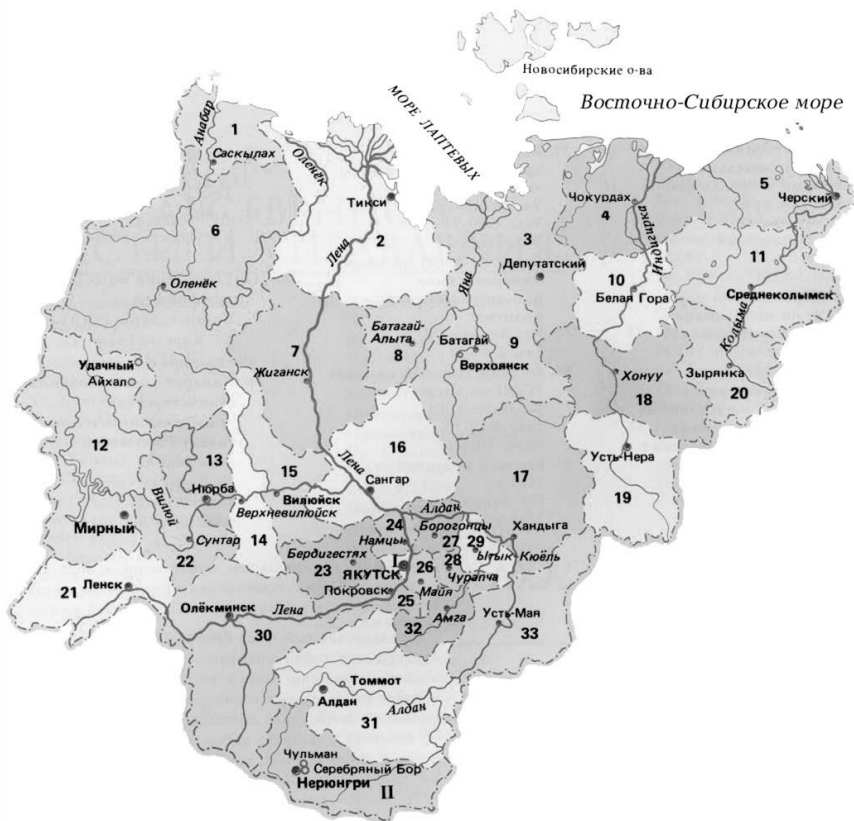 Новосибирские о-ва
Восточно-Сибирское море
МОРЕ ЛАПТЕВЫХ
Анабар
1
Саскылах
Оленёк
Тикси
2
Лена
6
Оленёк
Яна
3
Депутатский
Чокурдах
4
Индигирка
5
Черский
10
Белая Гора
11
Среднеколымск
Колыма
7
Жиганск
Батагай-
Алыта
8
Батагай
Верхоянск
9
Хонуу
18
Зырянка
20
Удачный
Айхал
12
13
Нюрба
15
Вилюйск
Верхневилюйск
14
Вилюй
Мирный
Сунтар
22
16
Лена
Сангар
17
Усть-Нера
19
Алдан
24
Намцы
Борогонцы
27
29
Хандыга
Ытык-Кюёль
28
Чурапча
Бердигестях
23
I
ЯКУТСК
26
Майя
Покровск
25
21
Ленск
Олёкминск
Лена
30
Амга
32
Усть-Мая
33
Томмот
Алдан
Алдан
31
Чульман
Серебряный Бор
Нерюнгри
II